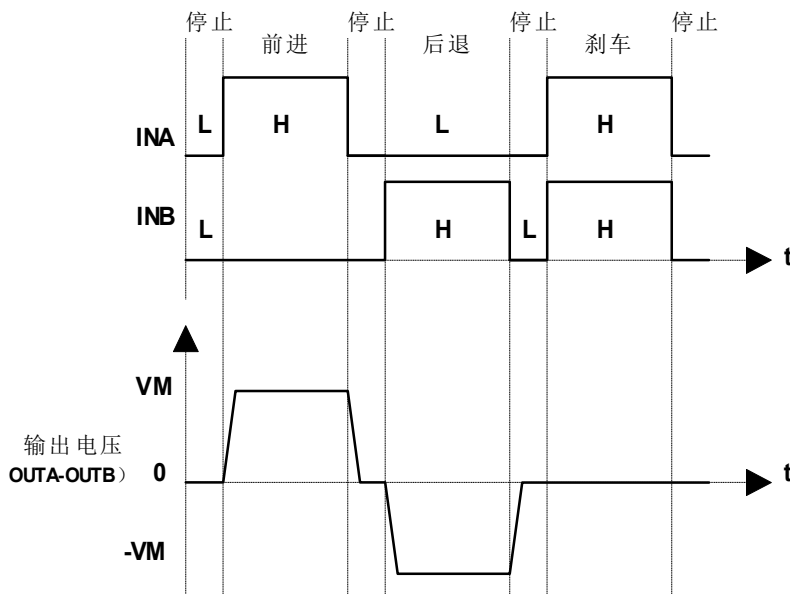 停止 停止 停止 停止
前进 后退 刹车
L H L H
INA
INB
L H L H
t
VM
输出电压
OUTA-OUTB） 0 t
-VM